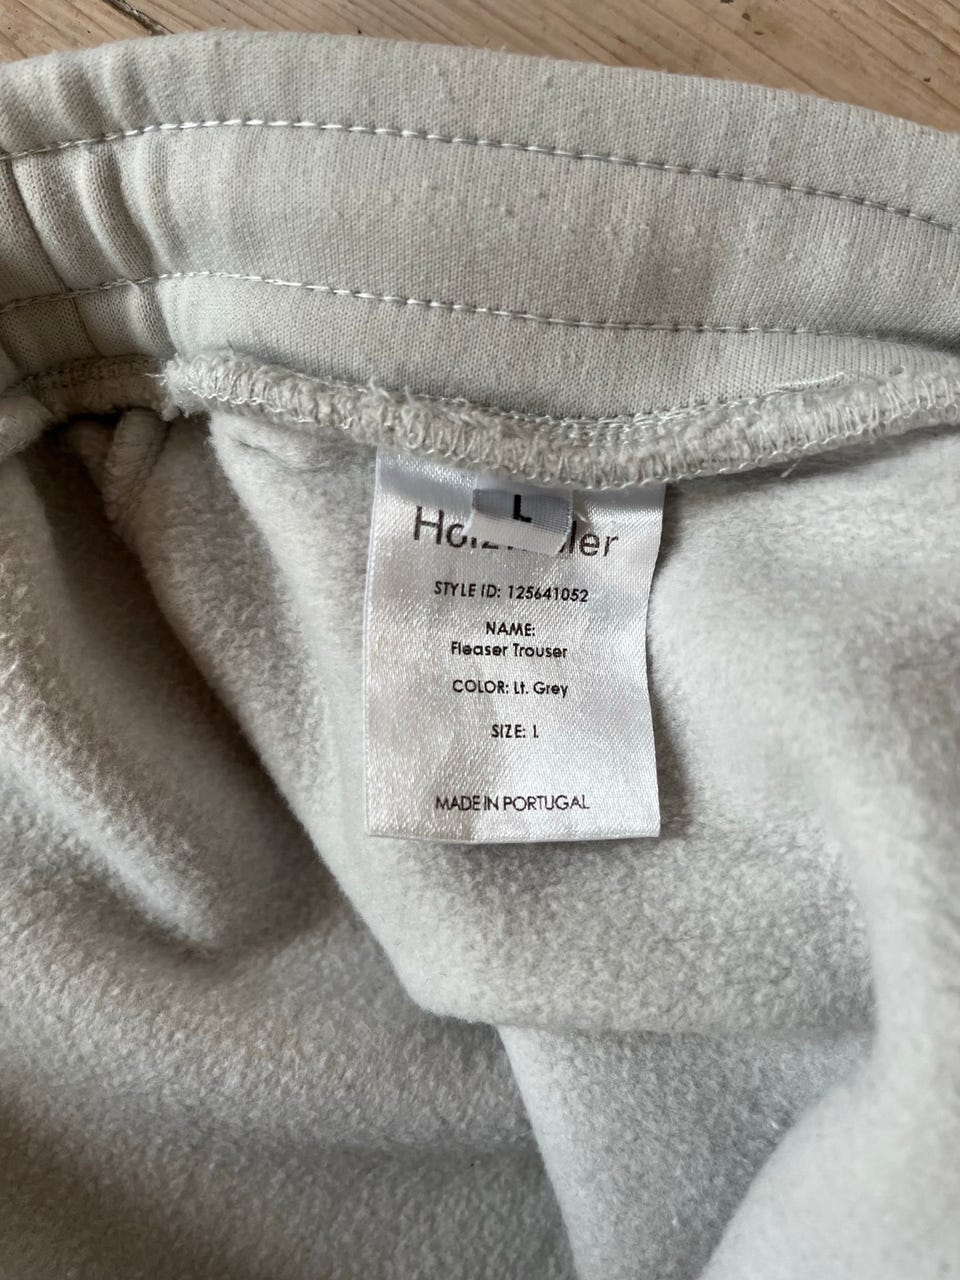 L
STYLE ID: 125641052
NAME:
Fleaser Trouser
COLOR: Lt. Grey
SIZE: L
MADE IN PORTUGAL